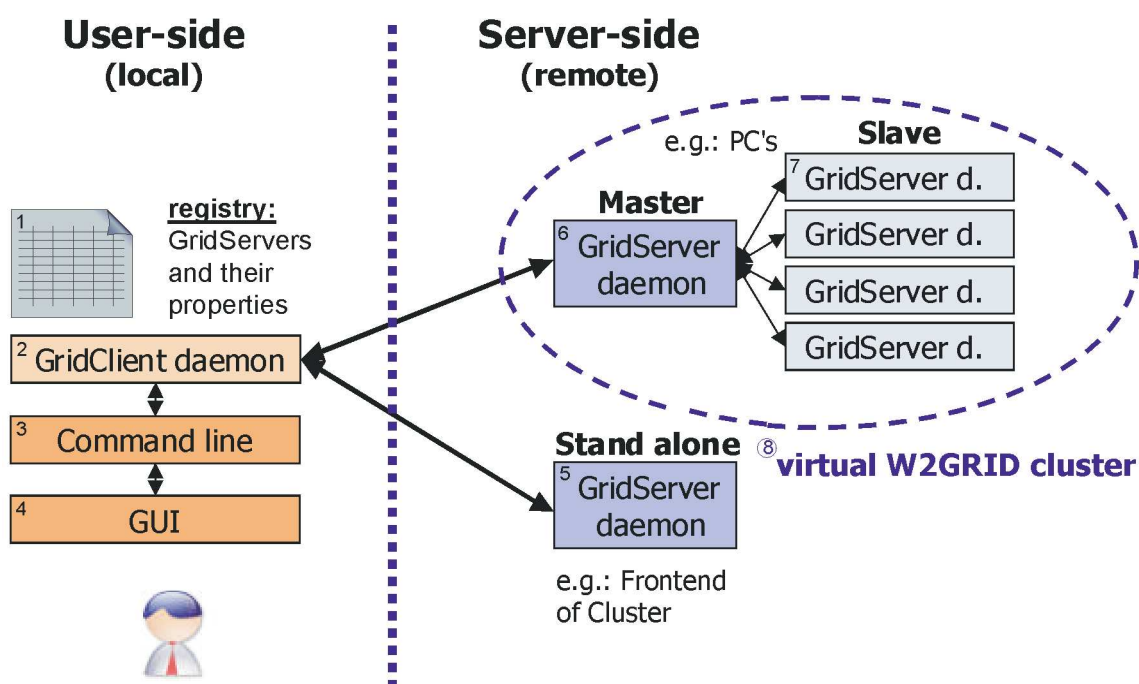 User-side
(local)
1
registry:
GridServers
and their
properties
2 GridClient daemon
3 Command line
4 GUI
Server-side
(remote)
e.g.: PC's
Slave
7 GridServer d.
GridServer d.
GridServer d.
GridServer d.
Master
6 GridServer
daemon
8 virtual W2GRID cluster
Stand alone
5 GridServer
daemon
e.g.: Frontend
of Cluster